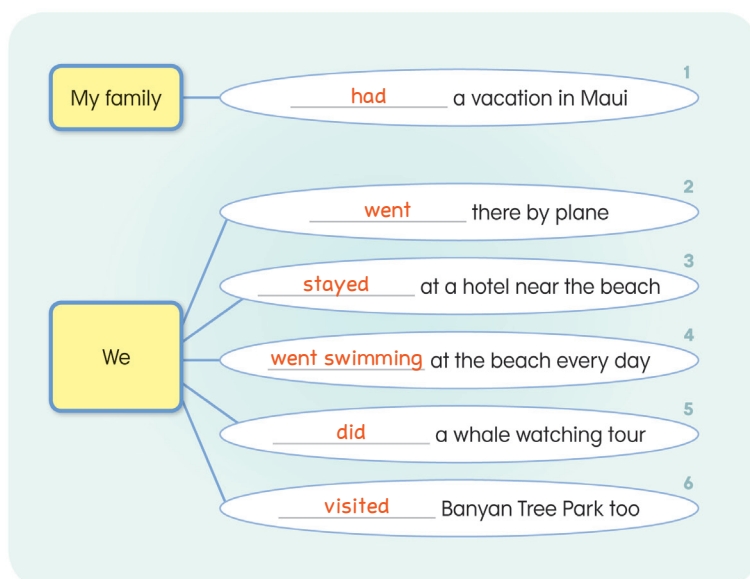 1
My family
had a vacation in Maui
2
went there by plane
3
stayed at a hotel near the beach
We
4
went swimming at the beach every day
5
did a whale watching tour
6
visited Banyan Tree Park too